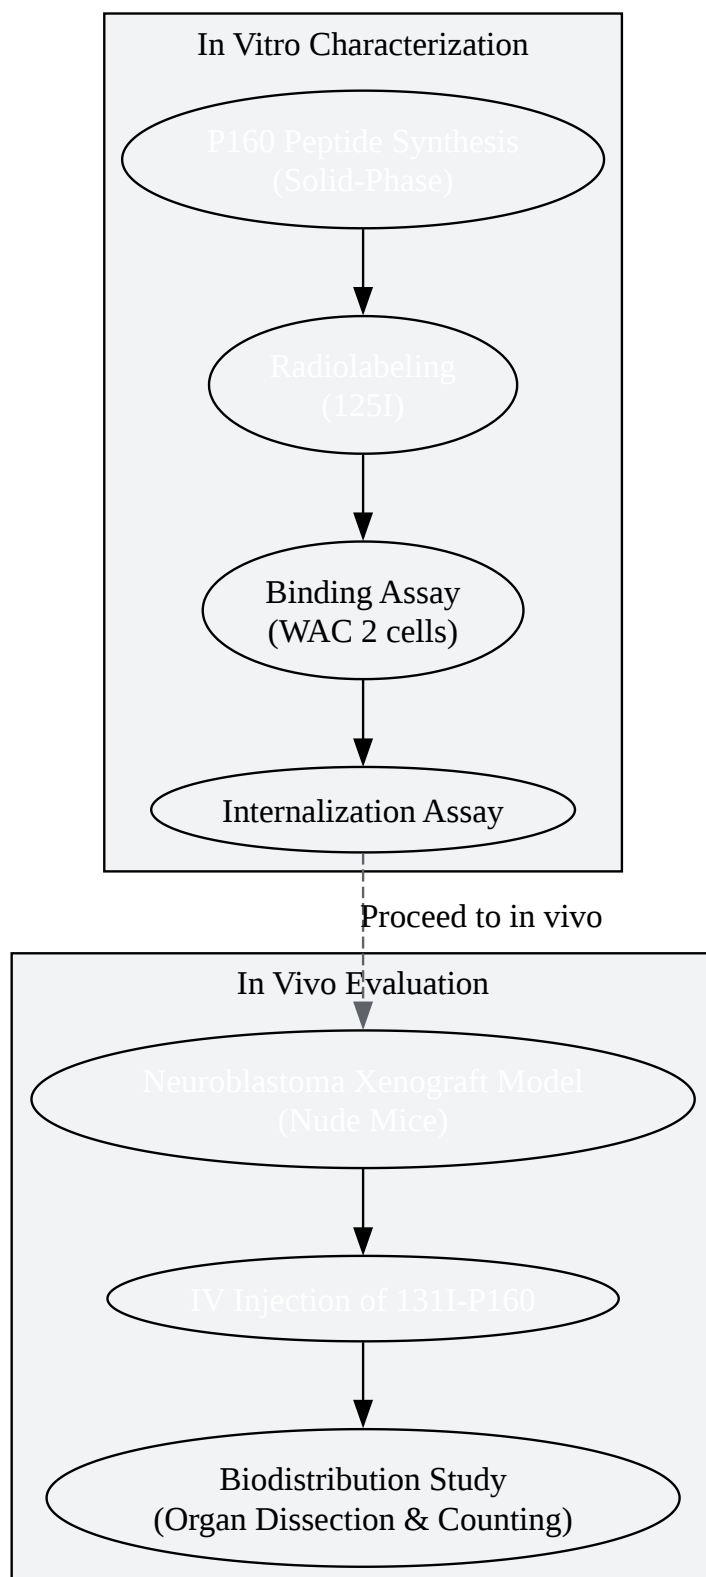 In Vitro Characterization
P160 Peptide Synthesis
(Solid-Phase)
Radiolabeling
(125I)
Binding Assay
(WAC 2 cells)
Internalization Assay
Proceed to in vivo
In Vivo Evaluation
Neuroblastoma Xenograft Model
(Nude Mice)
IV Injection of 131I-P160
Biodistribution Study
(Organ Dissection & Counting)